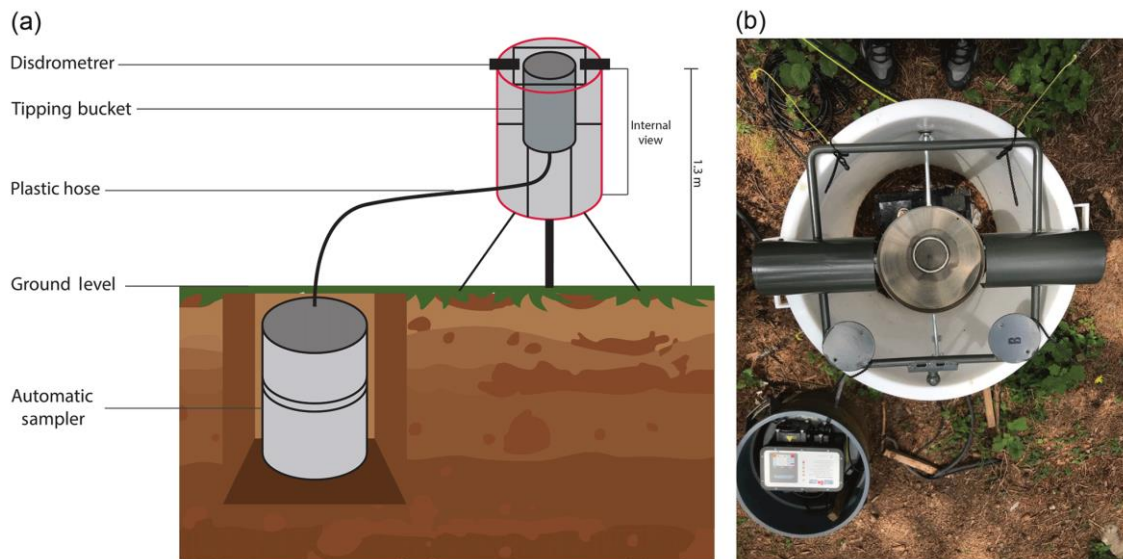 (a)
Disdrometrer
Tipping bucket
Plastic hose
Ground level
Automatic
sampler
Internal
view
1.3 m
(b)
B